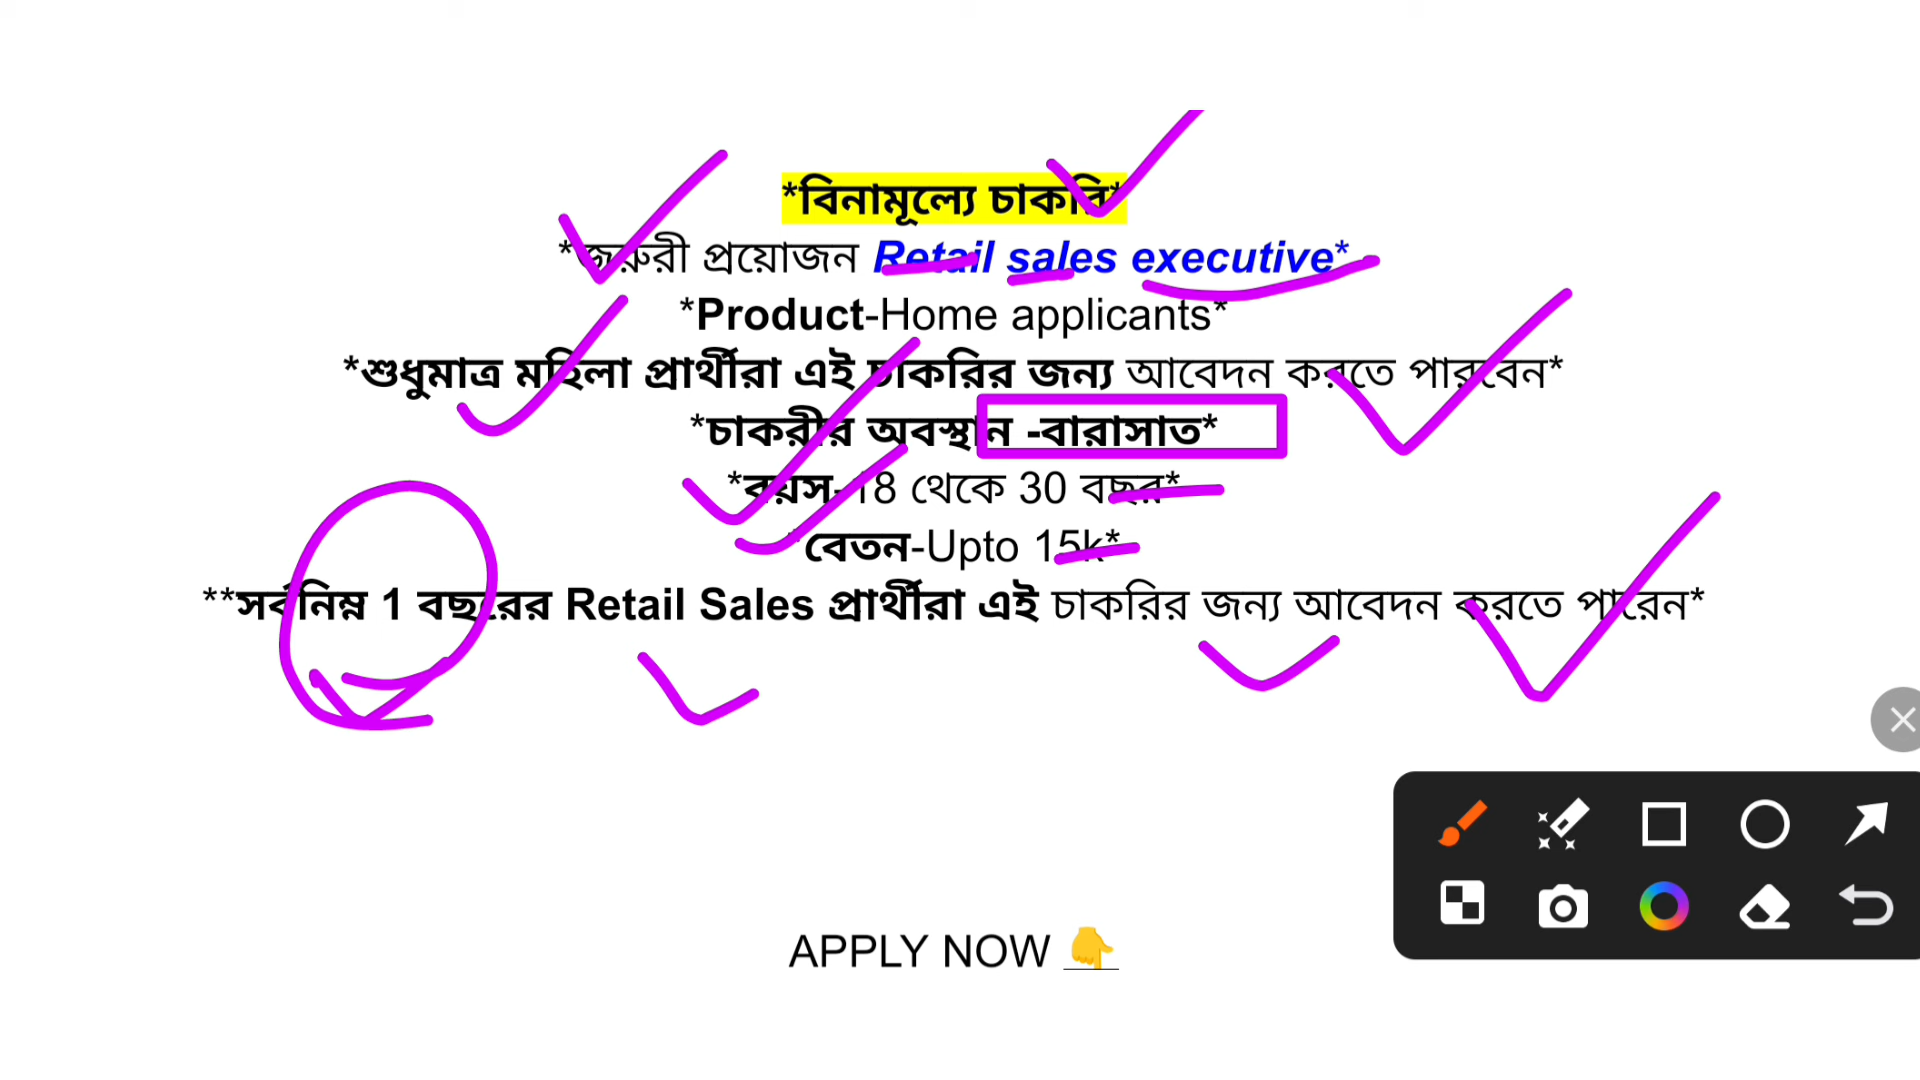 *বিনামূল্যে চাকরি*
*জরুরী প্রয়োজন Retail sales executive*
*Product-Home applicants*
*শুধুমাত্র মহিলা প্রার্থীরা এই চাকরির জন্য আবেদন করতে পারবেন*
*চাকরীর অবস্থান -বারাসাত*
*বয়স-18 থেকে 30 বছর*
*বেতন-Upto 15k*
**সর্বনিম্ন 1 বছরের Retail Sales প্রার্থীরা এই চাকরির জন্য আবেদন করতে পারেন*
APPLY NOW 👇